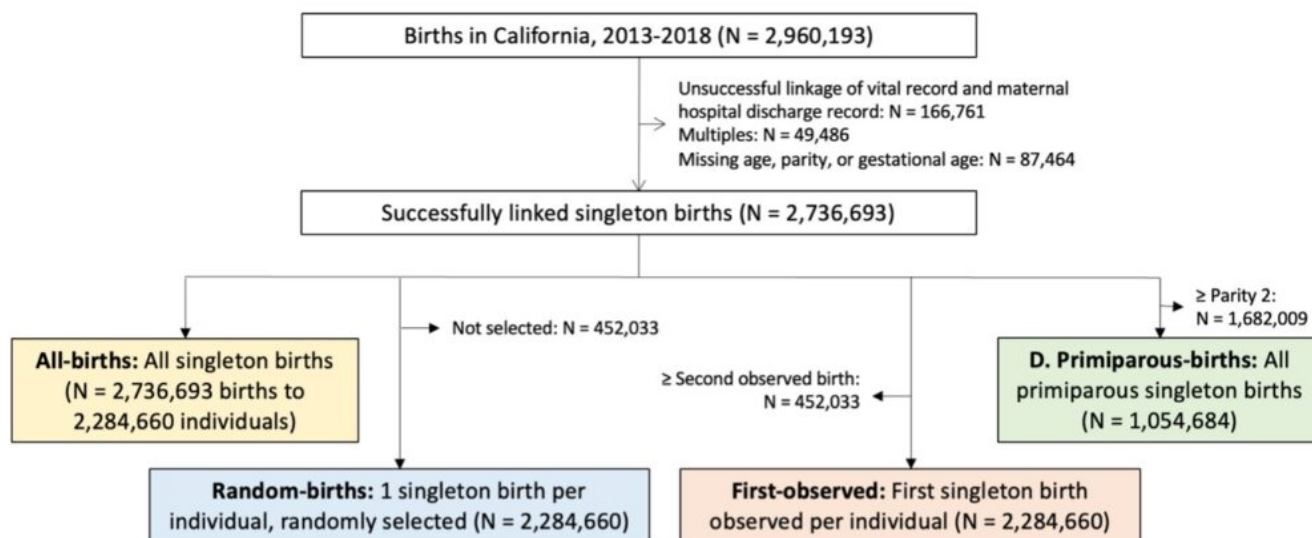 Births in California, 2013-2018 (N = 2,960,193)
Unsuccessful linkage of vital record and maternal
hospital discharge record: N = 166,761
Multiples: N = 49,486
Missing age, parity, or gestational age: N = 87,464
Successfully linked singleton births (N = 2,736,693)
≥ Parity 2:
N = 1,682,009
Not selected: N = 452,033
All-births: All singleton births
(N = 2,736,693 births to
2,284,660 individuals)
≥ Second observed birth:
N = 452,033
D. Primiparous-births: All
primiparous singleton births
(N = 1,054,684)
Random-births: 1 singleton birth per
individual, randomly selected (N = 2,284,660)
First-observed: First singleton birth
observed per individual (N = 2,284,660)